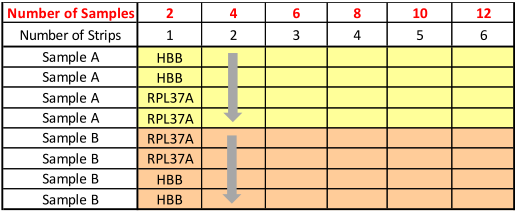 Number of Samples 2 4 6 8 10 12
Number of Strips 1 2 3 4 5 6
Sample A HBB
Sample A HBB
Sample A RPL37A
Sample A RPL37A
Sample B RPL37A
Sample B RPL37A
Sample B HBB
Sample B HBB